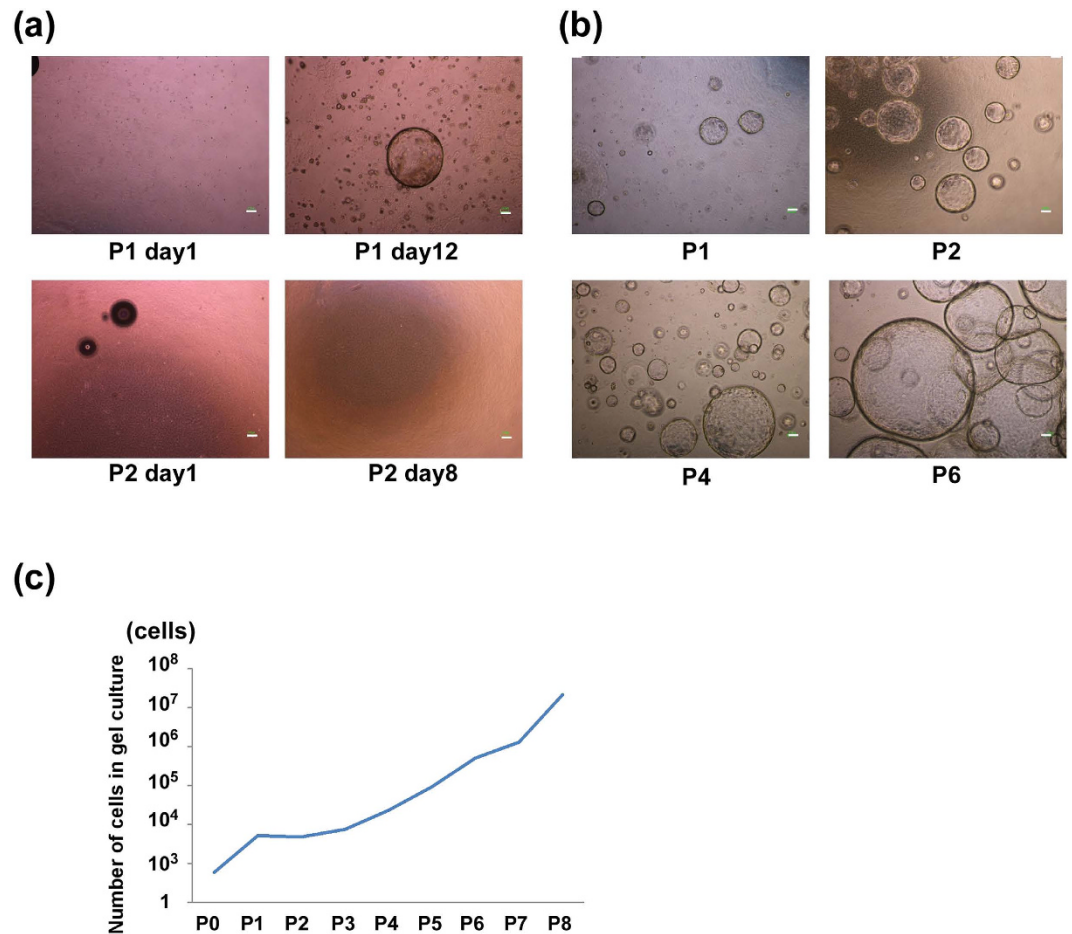 (a)
(b)
P1 day1
P1 day12
P1
P2
P2 day1
P2 day8
P4
P6
(c)
(cells)
Number of cells in gel culture
10⁸
10⁷
10⁶
10⁵
10⁴
10³
1
P0 P1 P2 P3 P4 P5 P6 P7 P8